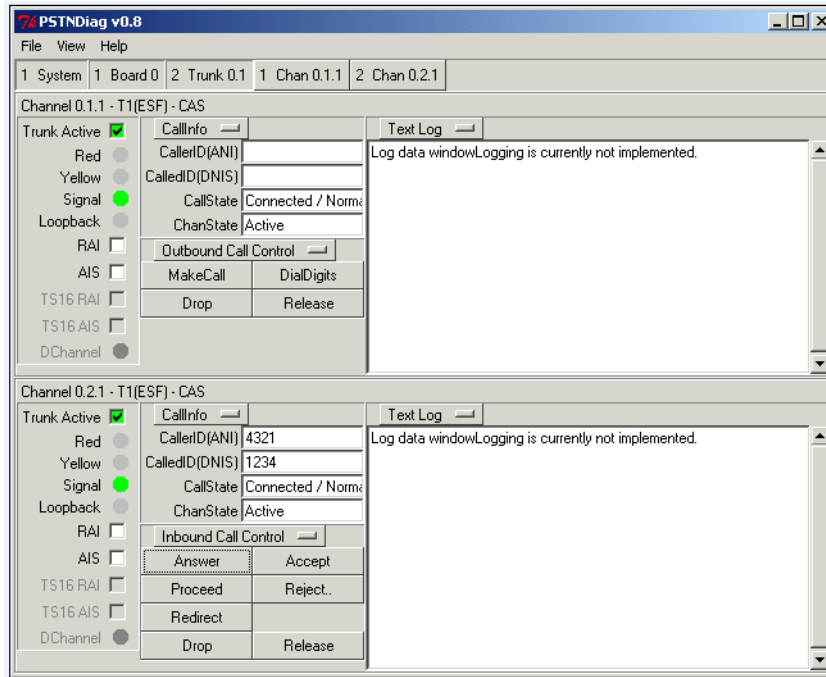 PSTNDiag v0.8
File View Help
1 System 1 Board 0 2 Trunk 0.1 1 Chan 0.1.1 2 Chan 0.2.1
Channel 0.1.1 - T1(ESF) - CAS
Trunk Active CallInfo Text Log
Red CallerID(ANI) Log data windowLogging is currently not implemented.
Yellow CalledID(DNIS)
Signal CallState Connected / Norma
Loopback ChanState Active
RAI Outbound Call Control
AIS MakeCall DialDigits
TS16 RAI Drop Release
TS16 AIS
DChannel
Channel 0.2.1 - T1(ESF) - CAS
Trunk Active CallInfo Text Log
Red CallerID(ANI) 4321 Log data windowLogging is currently not implemented.
Yellow CalledID(DNIS) 1234
Signal CallState Connected / Norma
Loopback ChanState Active
RAI Inbound Call Control
AIS Answer Accept
TS16 RAI Proceed Reject..
TS16 AIS Redirect
DChannel Drop Release